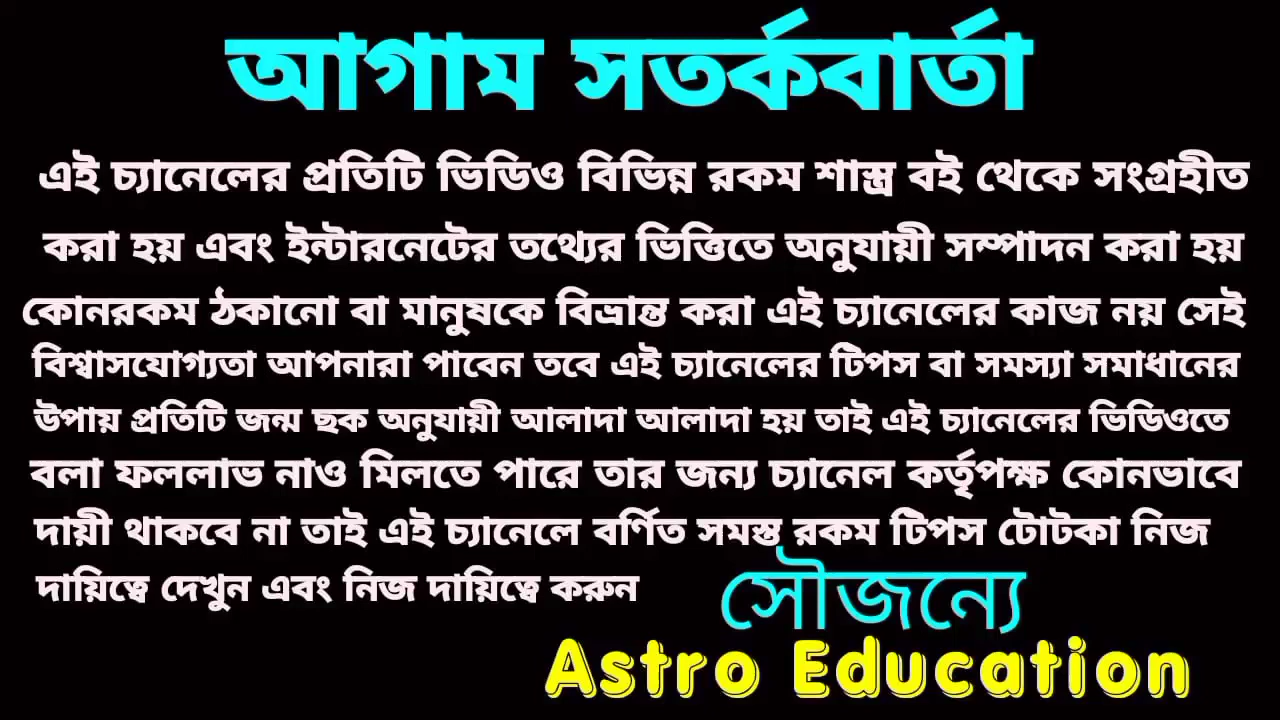 আগাম সতর্কবার্তা
এই চ্যানেলের প্রতিটি ভিডিও বিভিন্ন রকম শাস্ত্র বই থেকে সংগ্রহীত
করা হয় এবং ইন্টারনেটের তথ্যের ভিত্তিতে অনুযায়ী সম্পাদন করা হয়
কোনরকম ঠকানো বা মানুষকে বিভ্রান্ত করা এই চ্যানেলের কাজ নয় সেই
বিশ্বাসযোগ্যতা আপনারা পাবেন তবে এই চ্যানেলের টিপস বা সমস্যা সমাধানের
উপায় প্রতিটি জন্ম ছক অনুযায়ী আলাদা আলাদা হয় তাই এই চ্যানেলের ভিডিওতে
বলা ফললাভ নাও মিলতে পারে তার জন্য চ্যানেল কর্তৃপক্ষ কোনভাবে
দায়ী থাকবে না তাই এই চ্যানেলে বর্ণিত সমস্ত রকম টিপস টোটকা নিজ
দায়িত্বে দেখুন এবং নিজ দায়িত্বে করুন
সৌজন্যে
Astro Education